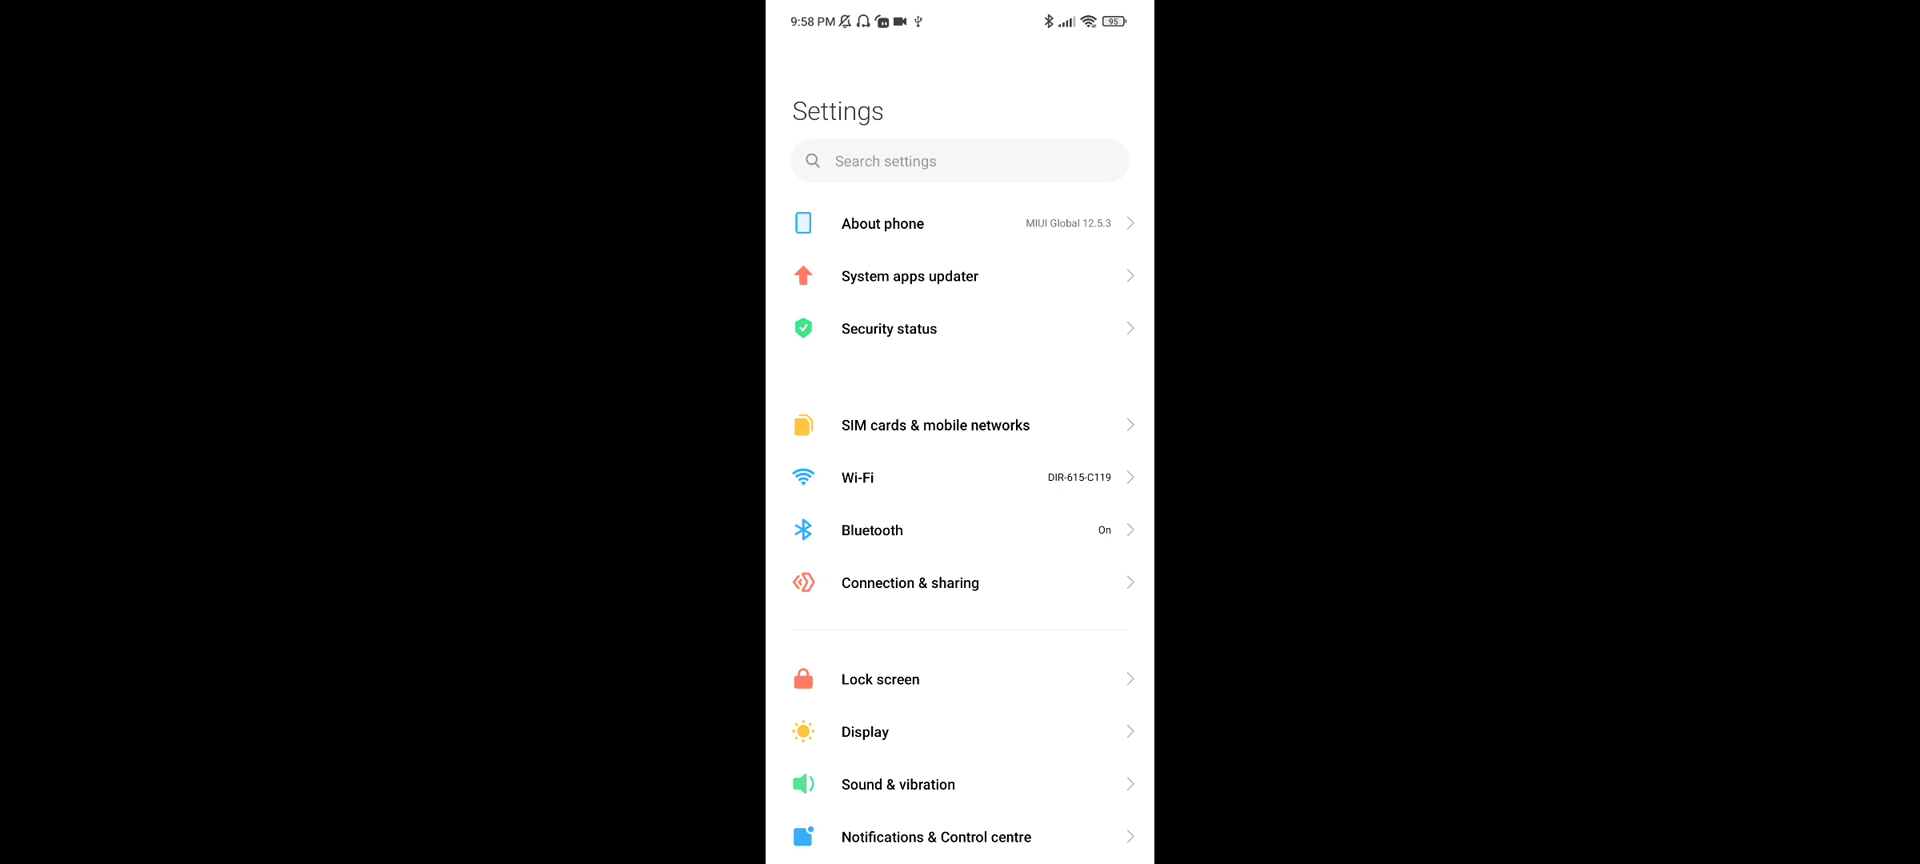 9:58 PM 95
Settings
Search settings
About phone MIUI Global 12.5.3
System apps updater
Security status
SIM cards & mobile networks
Wi-Fi DIR-615-C119
Bluetooth On
Connection & sharing
Lock screen
Display
Sound & vibration
Notifications & Control centre